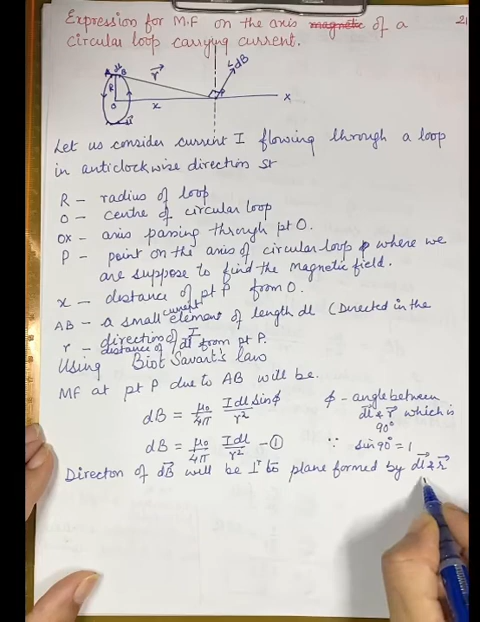 Expression for M.F on the axis magnetic of a 21
circular loop carrying current.
A dl B r dB
R
O x X
Let us consider current I flowing through a loop
in anticlockwise direction st
R – radius of loop
O – centre of circular loop
OX – axis passing through pt O.
P – point on the axis of circular loop p where we
are suppose to find the magnetic field.
x – distance of pt P from O.
AB – a small current element of length dl (Directed in the
direction of I
r – distance of dl from pt P.
Using Biot Savart's law
MF at pt P due to AB will be.
dB = μ₀/4π Idl sinϕ/r² ϕ – angle between
dl & r which is
90°
dB = μ₀/4π Idl/r² –① ∵ sin90° = 1
Directon of dB will be ⊥r to plane formed by dl & r